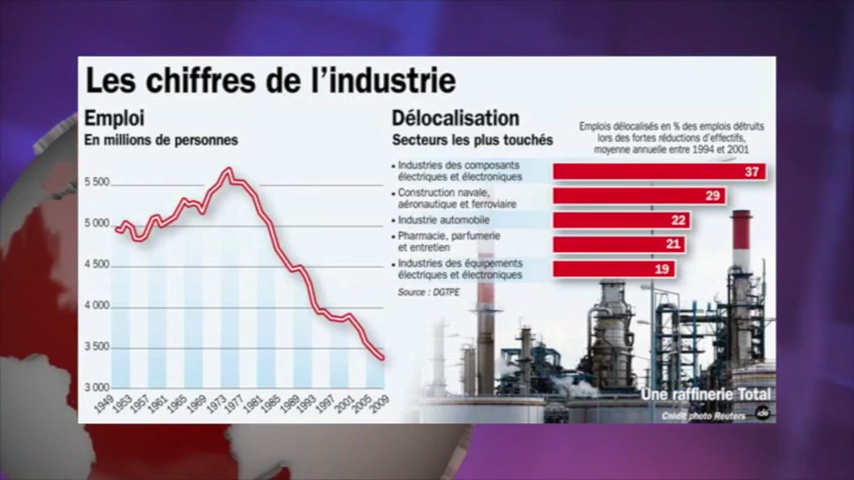 Les chiffres de l'industrie
Emploi
En millions de personnes
5 500
5 000
4 500
4 000
3 500
3 000
1949
1953
1957
1961
1965
1969
1973
1977
1981
1985
1989
1993
1997
2001
2005
2009
Délocalisation
Secteurs les plus touchés
Emplois délocalisés en % des emplois détruits
lors des fortes réductions d'effectifs,
moyenne annuelle entre 1994 et 2001
• Industries des composants
électriques et électroniques
37
• Construction navale,
aéronautique et ferroviaire
29
• Industrie automobile
22
• Pharmacie, parfumerie
et entretien
21
• Industries des équipements
électriques et électroniques
19
Source : DGTPE
Une raffinerie Total
Crédit photo Reuters
idé